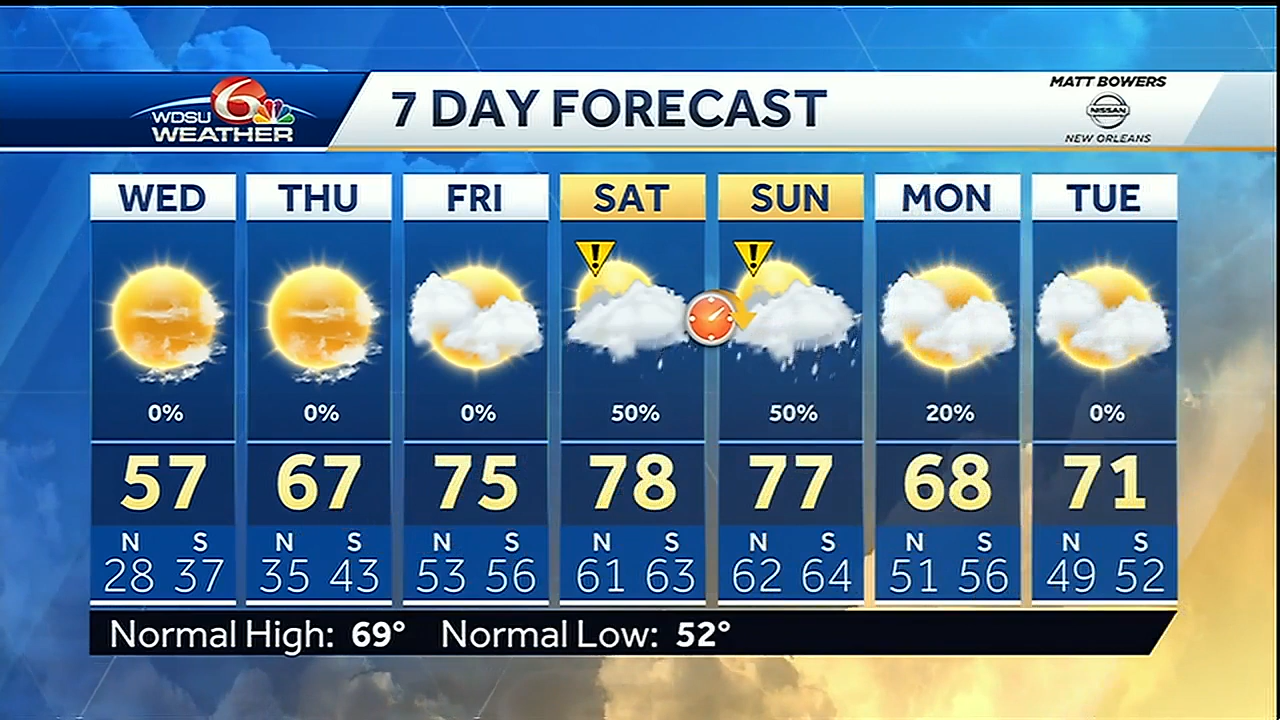 WDSU 6
WEATHER
7 DAY FORECAST
MATT BOWERS
NISSAN
NEW ORLEANS
WED THU FRI SAT SUN MON TUE
! !
0% 0% 0% 50% 50% 20% 0%
57 67 75 78 77 68 71
N S N S N S N S N S N S N S
28 37 35 43 53 56 61 63 62 64 51 56 49 52
Normal High: 69° Normal Low: 52°